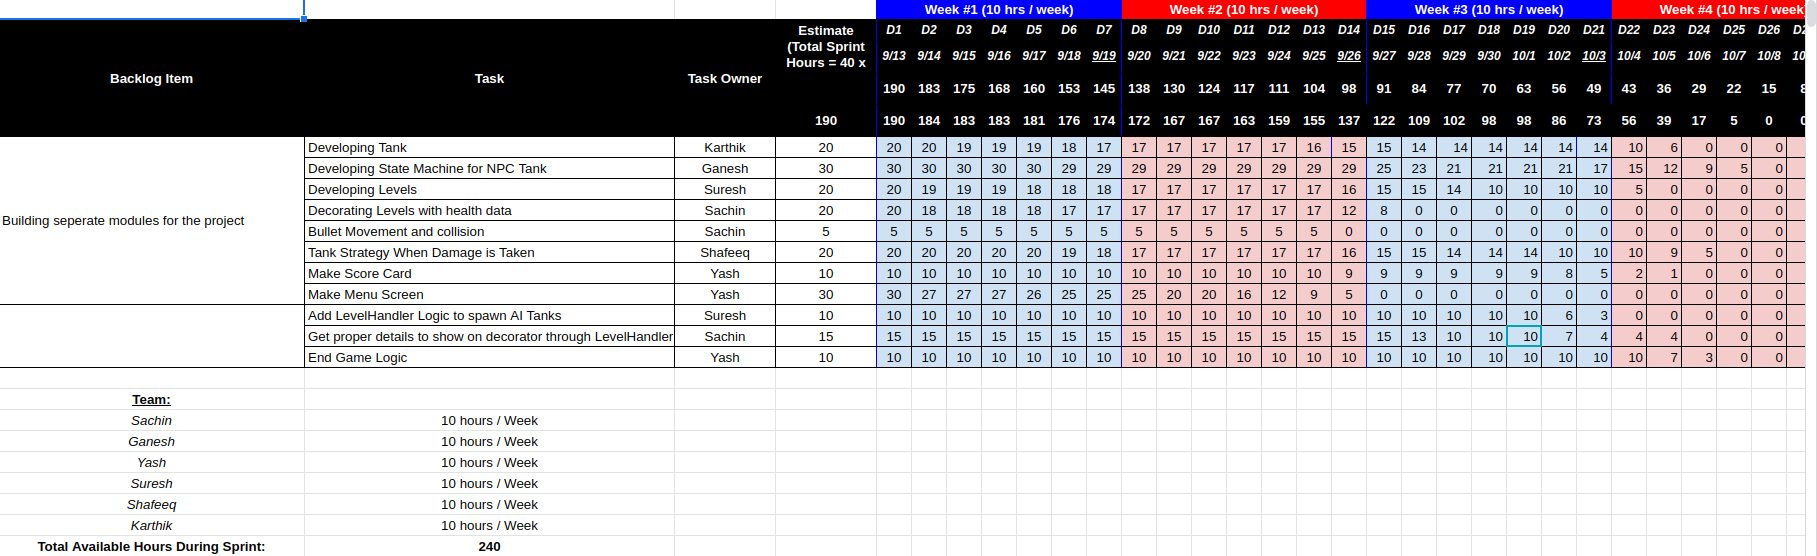 Week #1 (10 hrs / week) Week #2 (10 hrs / week) Week #3 (10 hrs / week) Week #4 (10 hrs / week)
Estimate (Total Sprint Hours = 40 x D1 D2 D3 D4 D5 D6 D7 D8 D9 D10 D11 D12 D13 D14 D15 D16 D17 D18 D19 D20 D21 D22 D23 D24 D25 D26
9/13 9/14 9/15 9/16 9/17 9/18 9/19 9/20 9/21 9/22 9/23 9/24 9/25 9/26 9/27 9/28 9/29 9/30 10/1 10/2 10/3 10/4 10/5 10/6 10/7 10/8
Backlog Item Task Task Owner 190 183 175 168 160 153 145 138 130 124 117 111 104 98 91 84 77 70 63 56 49 43 36 29 22 15
190 190 184 183 183 181 176 174 172 167 167 163 159 155 137 122 109 102 98 98 86 73 56 39 17 5 0
Developing Tank Karthik 20 20 20 19 19 19 18 17 17 17 17 17 17 16 15 15 14 14 14 14 14 14 10 6 0 0 0
Developing State Machine for NPC Tank Ganesh 30 30 30 30 30 30 29 29 29 29 29 29 29 29 29 25 23 21 21 21 21 17 15 12 9 5 0
Developing Levels Suresh 20 20 19 19 19 18 18 18 17 17 17 17 17 17 16 15 15 14 10 10 10 10 5 0 0 0 0
Building seperate modules for the project Decorating Levels with health data Sachin 20 20 18 18 18 18 17 17 17 17 17 17 17 17 12 8 0 0 0 0 0 0 0 0 0 0 0
Bullet Movement and collision Sachin 5 5 5 5 5 5 5 5 5 5 5 5 5 5 0 0 0 0 0 0 0 0 0 0 0 0 0
Tank Strategy When Damage is Taken Shafeeq 20 20 20 20 20 20 19 18 17 17 17 17 17 17 16 15 15 14 14 14 10 10 10 9 5 0 0
Make Score Card Yash 10 10 10 10 10 10 10 10 10 10 10 10 10 10 9 9 9 9 9 9 8 5 2 1 0 0 0
Make Menu Screen Yash 30 30 27 27 27 26 25 25 25 20 20 16 12 9 5 0 0 0 0 0 0 0 0 0 0 0 0
Add LevelHandler Logic to spawn AI Tanks Suresh 10 10 10 10 10 10 10 10 10 10 10 10 10 10 10 10 10 10 10 10 6 3 0 0 0 0 0
Get proper details to show on decorator through LevelHandler Sachin 15 15 15 15 15 15 15 15 15 15 15 15 15 15 15 15 13 10 10 10 7 4 4 4 0 0 0
End Game Logic Yash 10 10 10 10 10 10 10 10 10 10 10 10 10 10 10 10 10 10 10 10 10 10 10 7 3 0 0
Team:
Sachin 10 hours / Week
Ganesh 10 hours / Week
Yash 10 hours / Week
Suresh 10 hours / Week
Shafeeq 10 hours / Week
Karthik 10 hours / Week
Total Available Hours During Sprint: 240